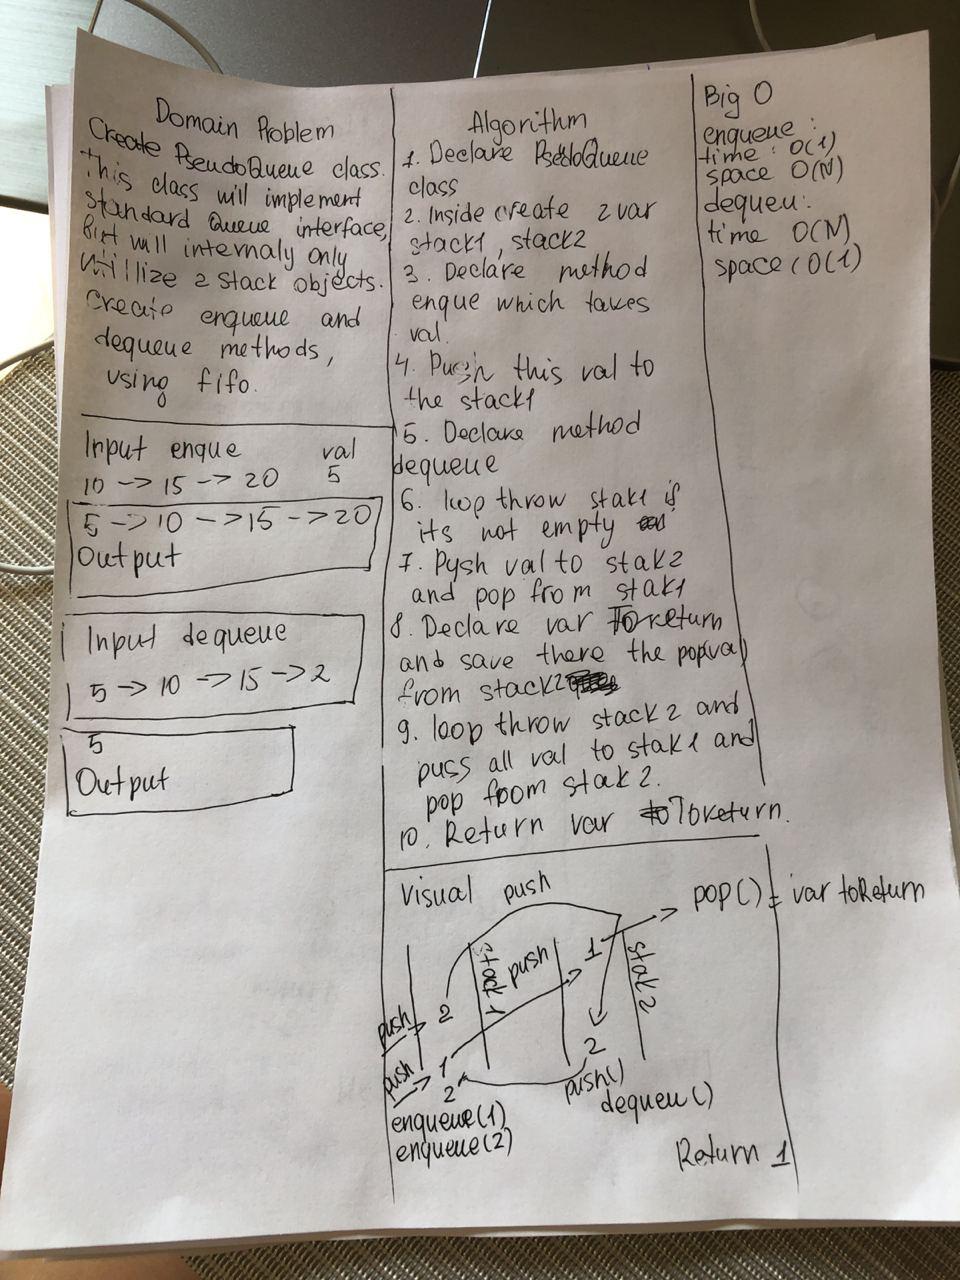 Domain Problem
Create PseudoQueue class.
This class will implement
standard Queue interface,
But will internaly only
utillize 2 stack objects.
Create enqueue and
dequeue methods,
using fifo.
Input enque val
10 -> 15 -> 20 5
5 -> 10 -> 15 -> 20
Output
Input dequeue
5 -> 10 -> 15 -> 2
5
Output
Algorithm
1. Declare PseudoQueue
class
2. Inside create 2 var
stack1, stack2
3. Declare method
enque which takes
val.
4. Push this val to
the stack1
5. Declare method
dequeue
6. loop throw stak1 if
its not empty
7. Pysh val to stak2
and pop from stak1
8. Declare var Toreturn
and save there the popval
from stack2
9. loop throw stack2 and
puss all val to stak1 and
pop foom stak2.
10. Return var Toreturn.
Big O
enqueue :
time : O(1)
space O(N)
dequeu:
time O(N)
space (O(1)
Visual push
pop() = var toReturn
stack1
push
1
stak2
push 2
push 1
2
2
push()
dequeu()
enqueue(1)
enqueue(2)
Return 1